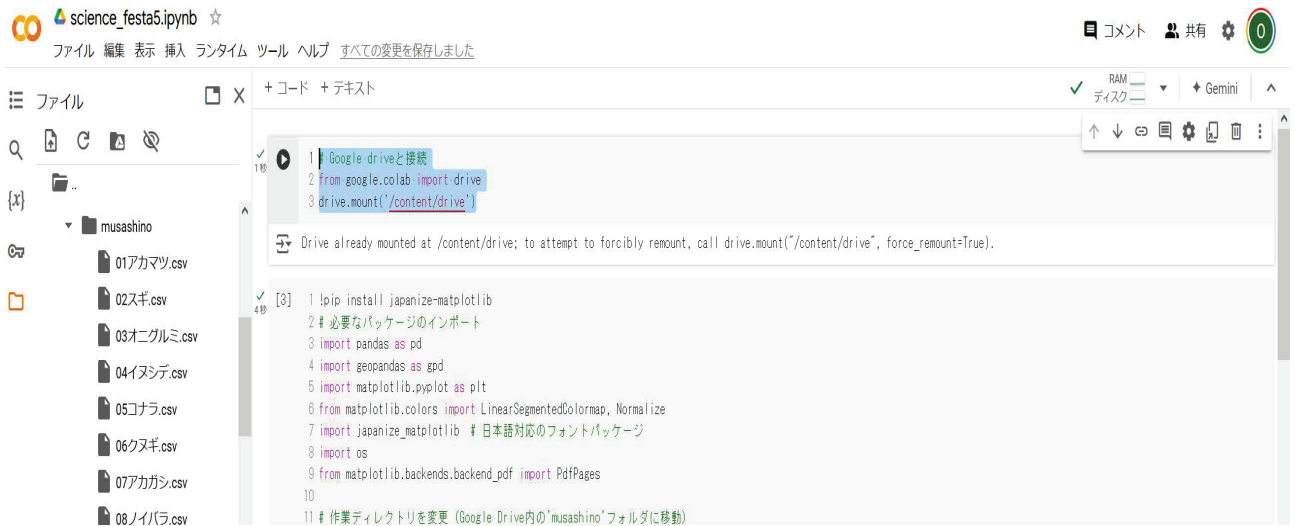 science_festa5.ipynb
ファイル 編集 表示 挿入 ランタイム ツール ヘルプ すべての変更を保存しました
コメント 共有 O
ファイル
+ コード + テキスト
RAM
ディスク
Gemini
{x}
..
musashino
01アカマツ.csv
02スギ.csv
03オニグルミ.csv
04イヌシデ.csv
05コナラ.csv
06クヌギ.csv
07アカガシ.csv
08ノイバラ.csv
1秒
1 # Google driveと接続
2 from google.colab import drive
3 drive.mount('/content/drive')
Drive already mounted at /content/drive; to attempt to forcibly remount, call drive.mount("/content/drive", force_remount=True).
4秒
[3] 1 !pip install japanize-matplotlib
2 # 必要なパッケージのインポート
3 import pandas as pd
4 import geopandas as gpd
5 import matplotlib.pyplot as plt
6 from matplotlib.colors import LinearSegmentedColormap, Normalize
7 import japanize_matplotlib # 日本語対応のフォントパッケージ
8 import os
9 from matplotlib.backends.backend_pdf import PdfPages
10
11 # 作業ディレクトリを変更 (Google Drive内の'musashino'フォルダに移動)